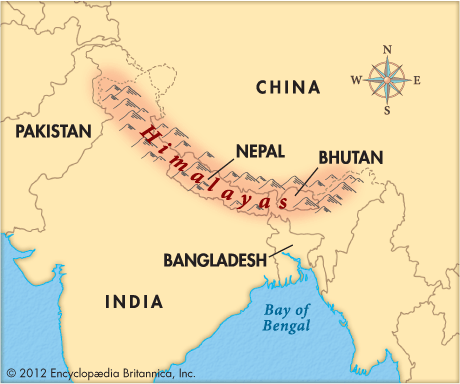 N
W E
S
CHINA
PAKISTAN
Himalayas
NEPAL
BHUTAN
BANGLADESH
INDIA
Bay of
Bengal
© 2012 Encyclopædia Britannica, Inc.